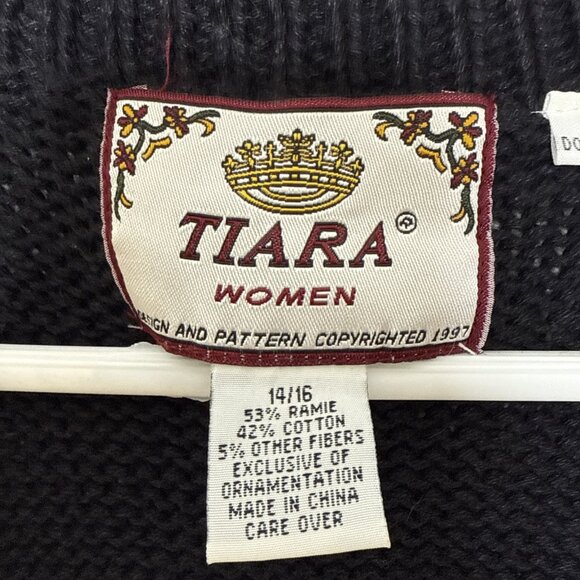 TIARA®
WOMEN
AND PATTERN COPYRIGHTED 1997
14/16
53% RAMIE
42% COTTON
5% OTHER FIBERS
EXCLUSIVE OF
ORNAMENTATION
MADE IN CHINA
CARE OVER